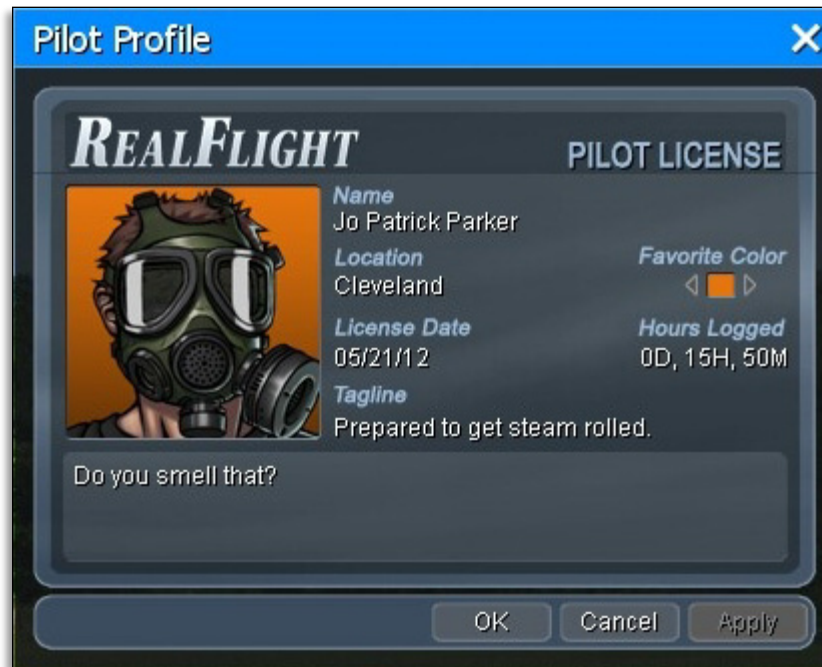 Pilot Profile
REALFLIGHT
PILOT LICENSE
Name
Jo Patrick Parker
Location
Favorite Color
Cleveland
License Date
Hours Logged
05/21/12
0D, 15H, 50M
Tagline
Prepared to get steam rolled.
Do you smell that?
OK
Cancel
Apply